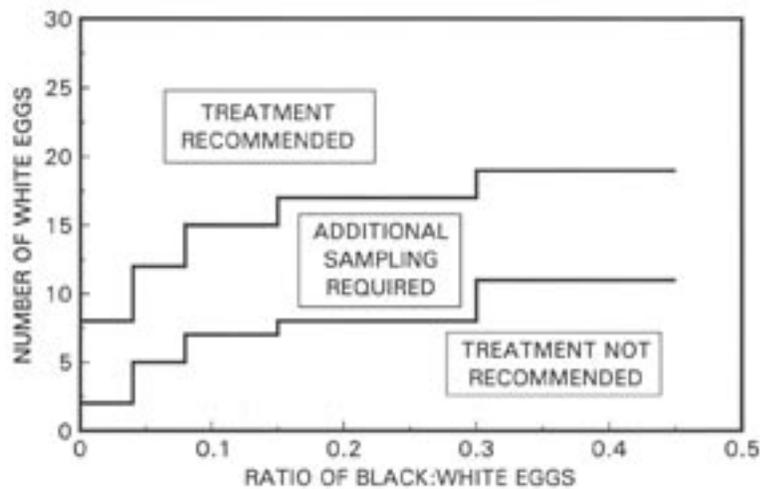 30
25
20
15
10
5
0
NUMBER OF WHITE EGGS
TREATMENT
RECOMMENDED
ADDITIONAL
SAMPLING
REQUIRED
TREATMENT NOT
RECOMMENDED
0 0.1 0.2 0.3 0.4 0.5
RATIO OF BLACK:WHITE EGGS